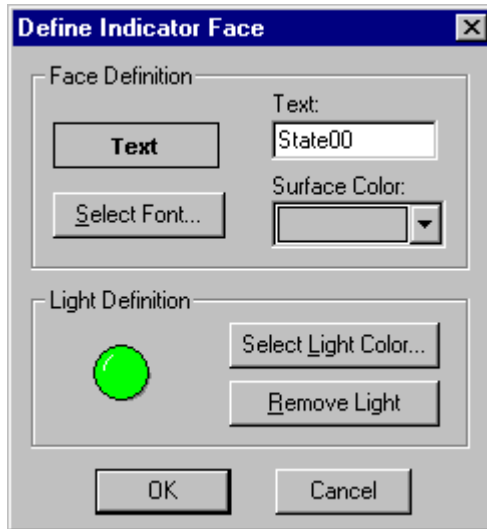 Define Indicator Face
Face Definition
Text:
Text
State00
Select Font...
Surface Color:
Light Definition
Select Light Color...
Remove Light
OK
Cancel